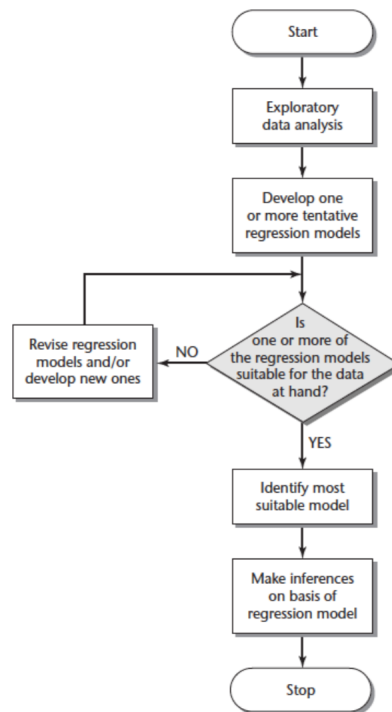 Start
Exploratory
data analysis
Develop one
or more tentative
regression models
Is
one or more of
the regression models
suitable for the data
at hand?
NO
Revise regression
models and/or
develop new ones
YES
Identify most
suitable model
Make inferences
on basis of
regression model
Stop